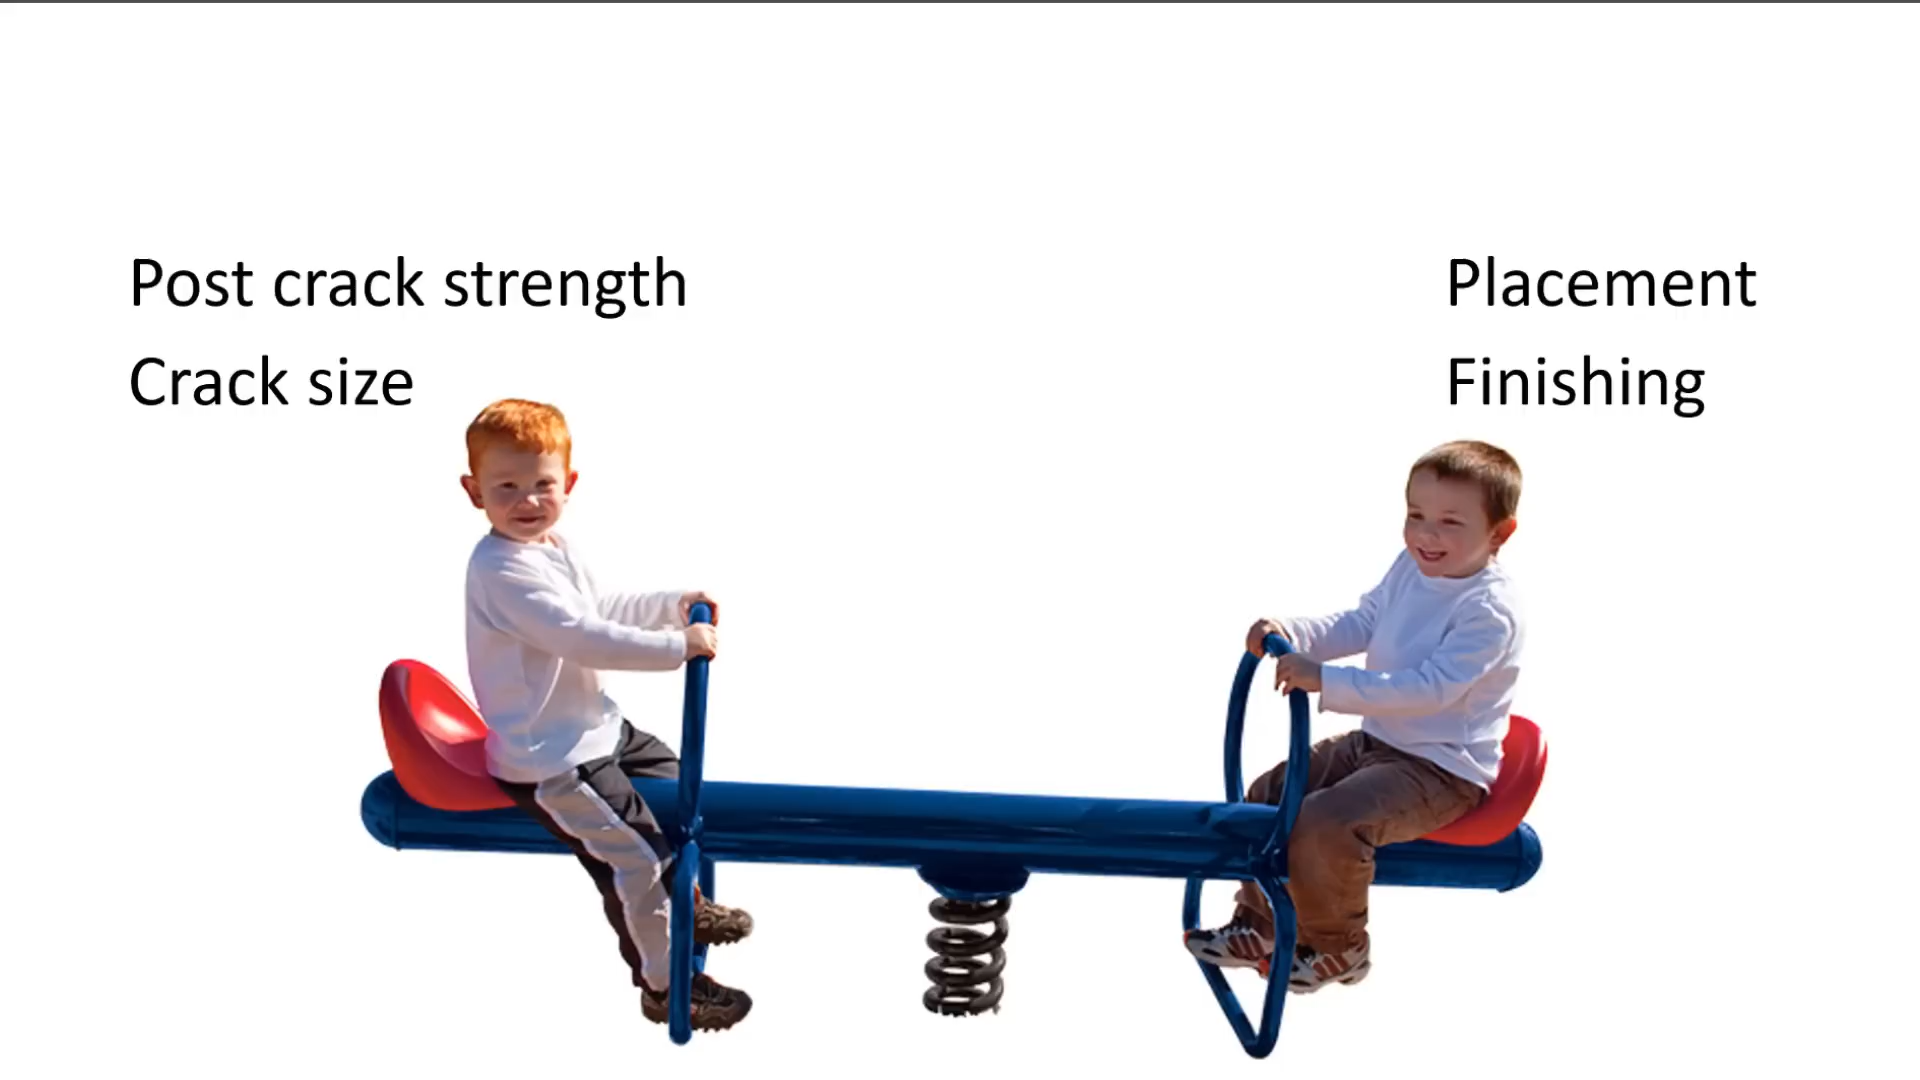 Post crack strength
Crack size
Placement
Finishing